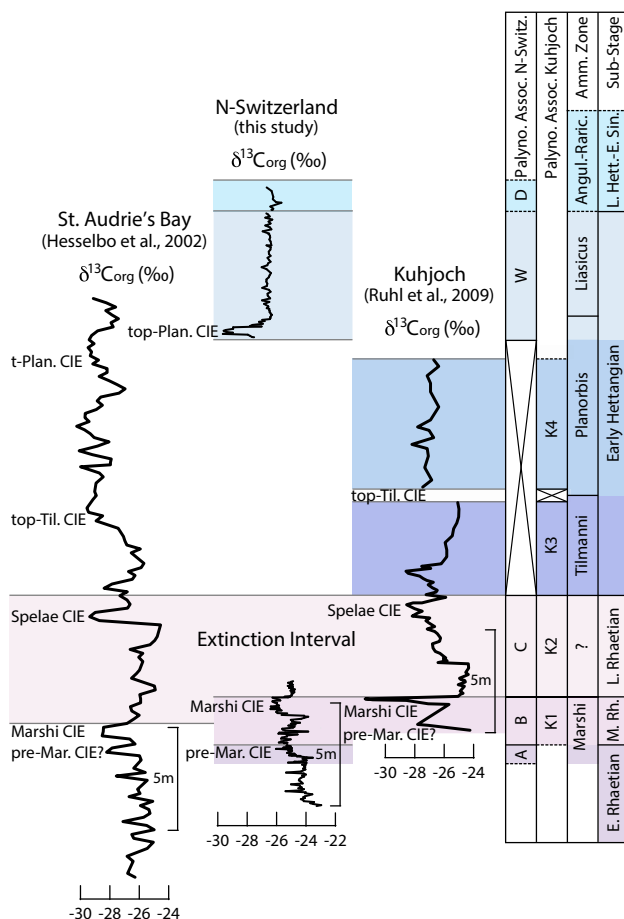 N-Switzerland
(this study)
δ13Corg (‰)
St. Audrie's Bay
(Hesselbo et al., 2002)
δ13Corg (‰)
Kuhjoch
(Ruhl et al., 2009)
δ13Corg (‰)
Palyno. Assoc. N-Switz.
Palyno. Assoc. Kuhjoch
Amm. Zone
Sub-Stage
D
Angul.-Raric.
L. Hett.-E. Sin.
W
Liasicus
top-Plan. CIE
t-Plan. CIE
K4
Planorbis
Early Hettangian
top-Til. CIE
top-Til. CIE
K3
Tilmanni
Spelae CIE
Spelae CIE
Extinction Interval
5m
C
K2
?
L. Rhaetian
Marshi CIE
Marshi CIE
Marshi CIE
pre-Mar. CIE?
pre-Mar. CIE
pre-Mar. CIE?
5m
5m
B
K1
Marshi
M. Rh.
A
E. Rhaetian
-30 -28 -26 -24
-30 -28 -26 -24 -22
-30 -28 -26 -24